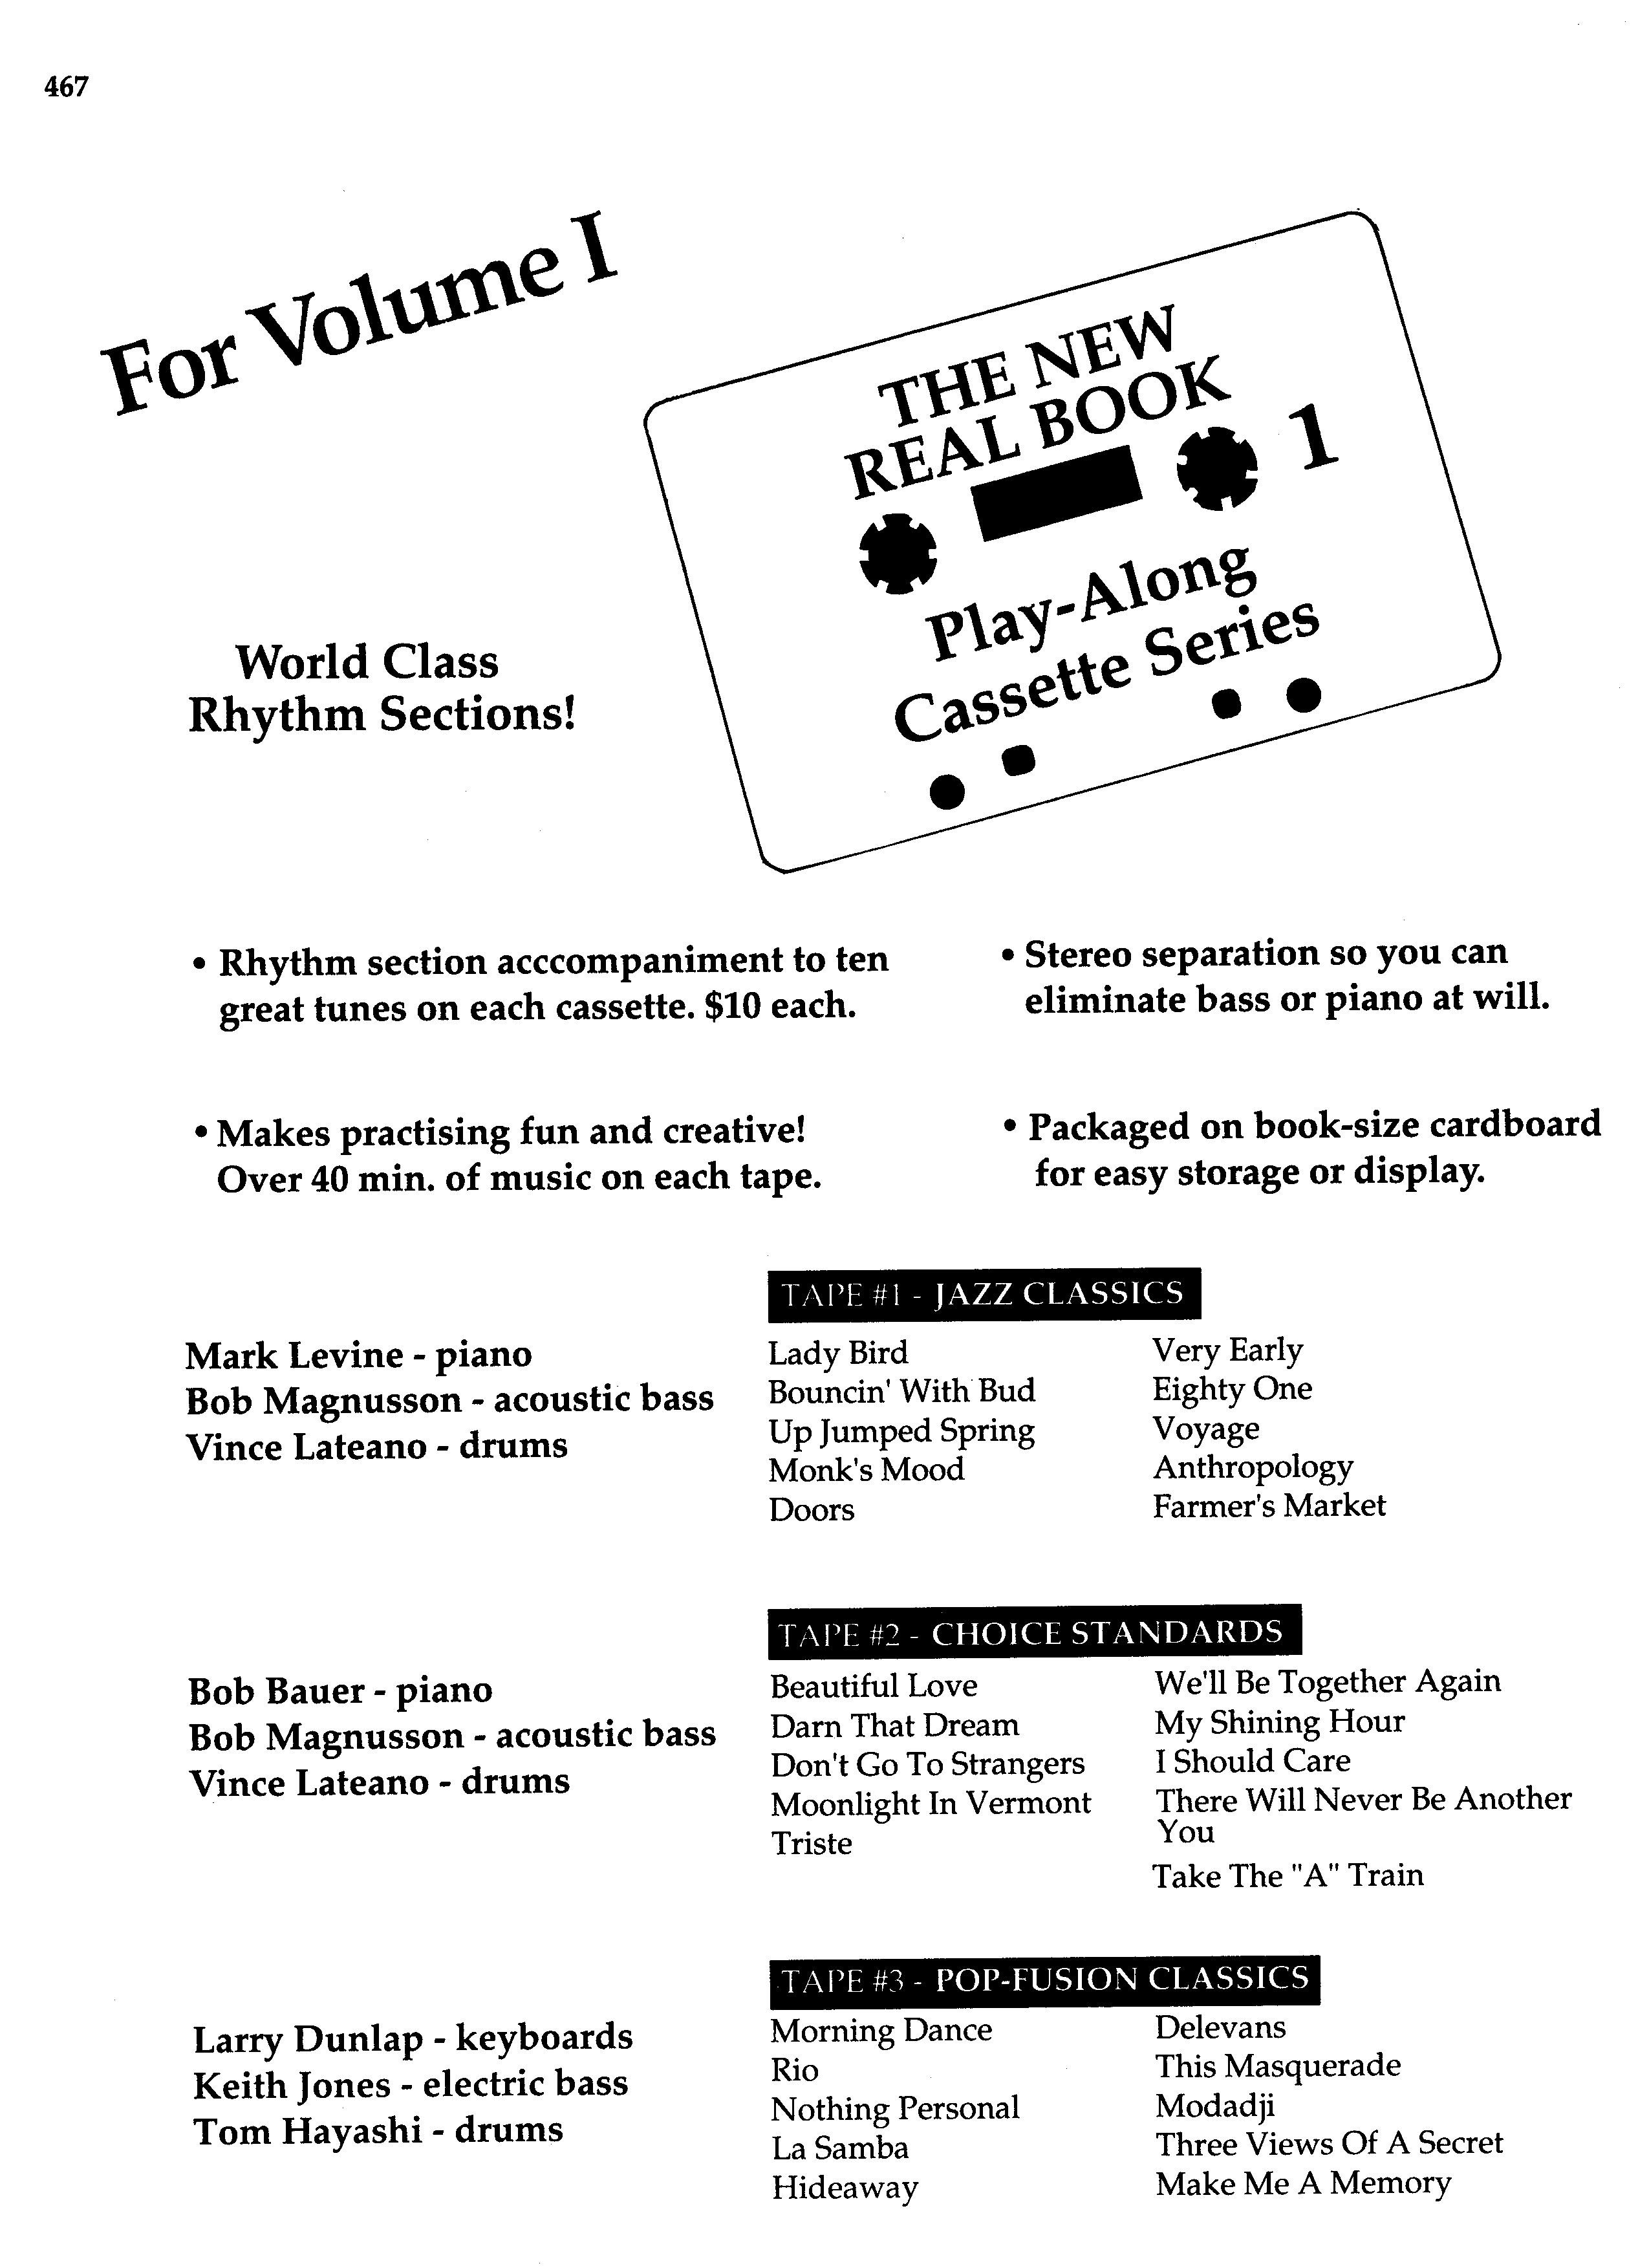 467
For Volume I
THE NEW
REAL BOOK
1
Play-Along
Cassette Series
World Class
Rhythm Sections!
• Rhythm section acccompaniment to ten
great tunes on each cassette. $10 each.
• Stereo separation so you can
eliminate bass or piano at will.
• Makes practising fun and creative!
Over 40 min. of music on each tape.
• Packaged on book-size cardboard
for easy storage or display.
TAPE #1 - JAZZ CLASSICS
Mark Levine - piano
Bob Magnusson - acoustic bass
Vince Lateano - drums
Lady Bird
Bouncin' With Bud
Up Jumped Spring
Monk's Mood
Doors
Very Early
Eighty One
Voyage
Anthropology
Farmer's Market
TAPE #2 - CHOICE STANDARDS
Bob Bauer - piano
Bob Magnusson - acoustic bass
Vince Lateano - drums
Beautiful Love
Darn That Dream
Don't Go To Strangers
Moonlight In Vermont
Triste
We'll Be Together Again
My Shining Hour
I Should Care
There Will Never Be Another
You
Take The "A" Train
TAPE #3 - POP-FUSION CLASSICS
Larry Dunlap - keyboards
Keith Jones - electric bass
Tom Hayashi - drums
Morning Dance
Rio
Nothing Personal
La Samba
Hideaway
Delevans
This Masquerade
Modadji
Three Views Of A Secret
Make Me A Memory